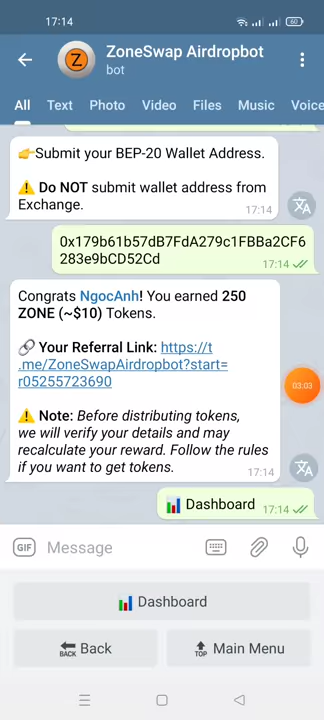 17:14
60
ZoneSwap Airdropbot
bot
All Text Photo Video Files Music Voice
👉Submit your BEP-20 Wallet Address.
⚠️ Do NOT submit wallet address from
Exchange.
17:14
0x179b61b57dB7FdA279c1FBBa2CF6
283e9bCD52Cd
17:14
Congrats NgocAnh! You earned 250
ZONE (~$10) Tokens.
🔗 Your Referral Link: https://t
.me/ZoneSwapAirdropbot?start=
r05255723690
03:03
⚠️ Note: Before distributing tokens,
we will verify your details and may
recalculate your reward. Follow the rules
if you want to get tokens.
17:14
📊 Dashboard 17:14
GIF Message
📊 Dashboard
🔙 Back
🔝 Main Menu